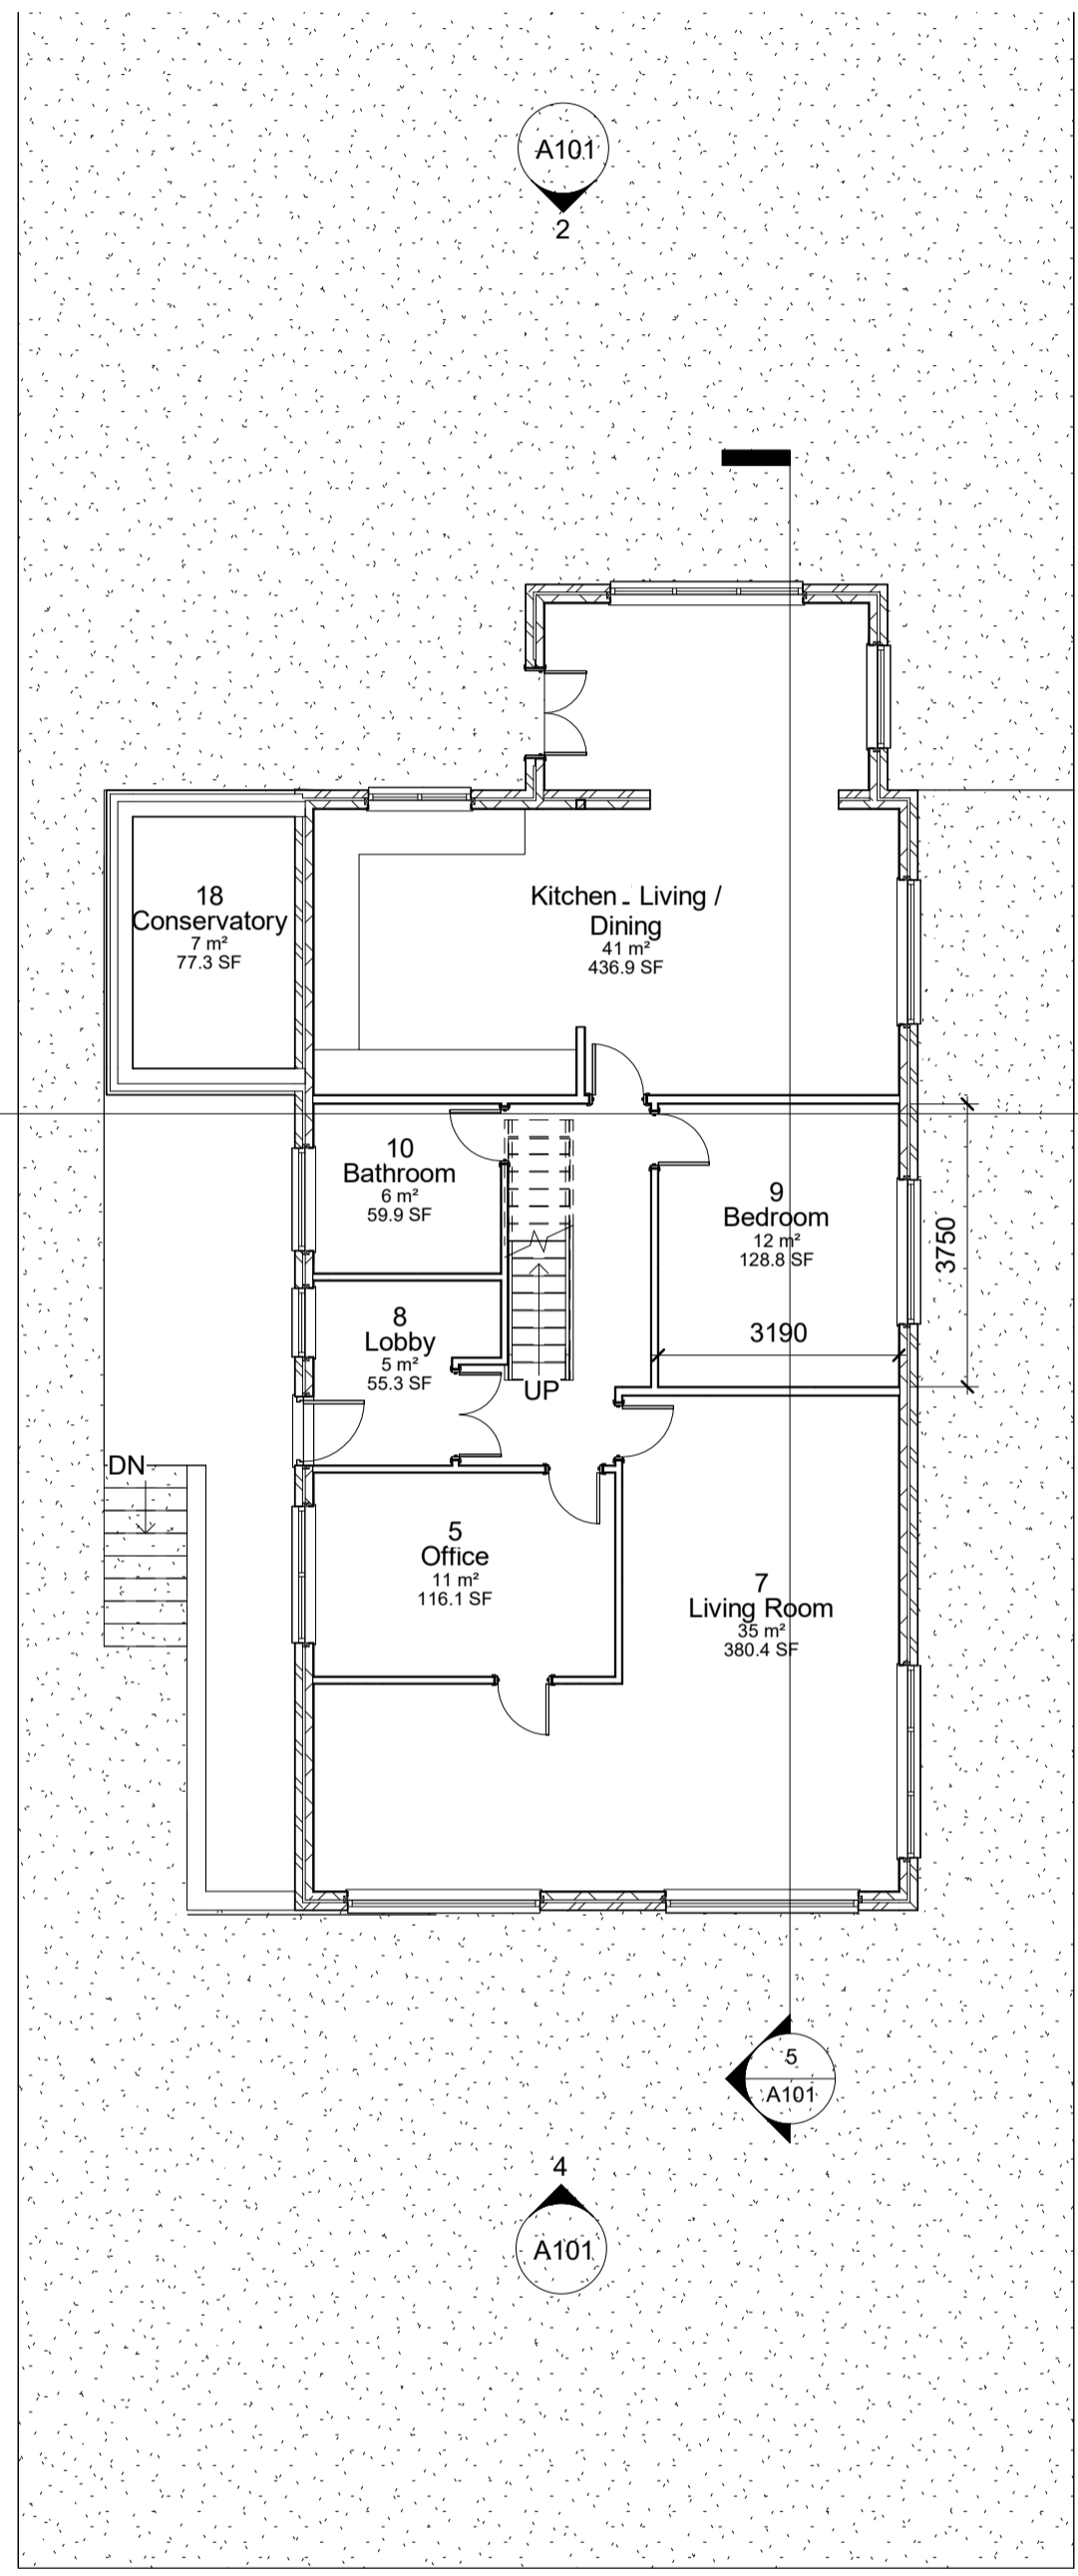 A101
2
18
Conservatory
7 m²
77.3 SF
Kitchen - Living /
Dining
41 m²
436.9 SF
10
Bathroom
6 m²
59.9 SF
9
Bedroom
12 m²
128.8 SF
3750
3190
8
Lobby
5 m²
55.3 SF
UP
DN
5
Office
11 m²
116.1 SF
7
Living Room
35 m²
380.4 SF
5
A101
4
A101